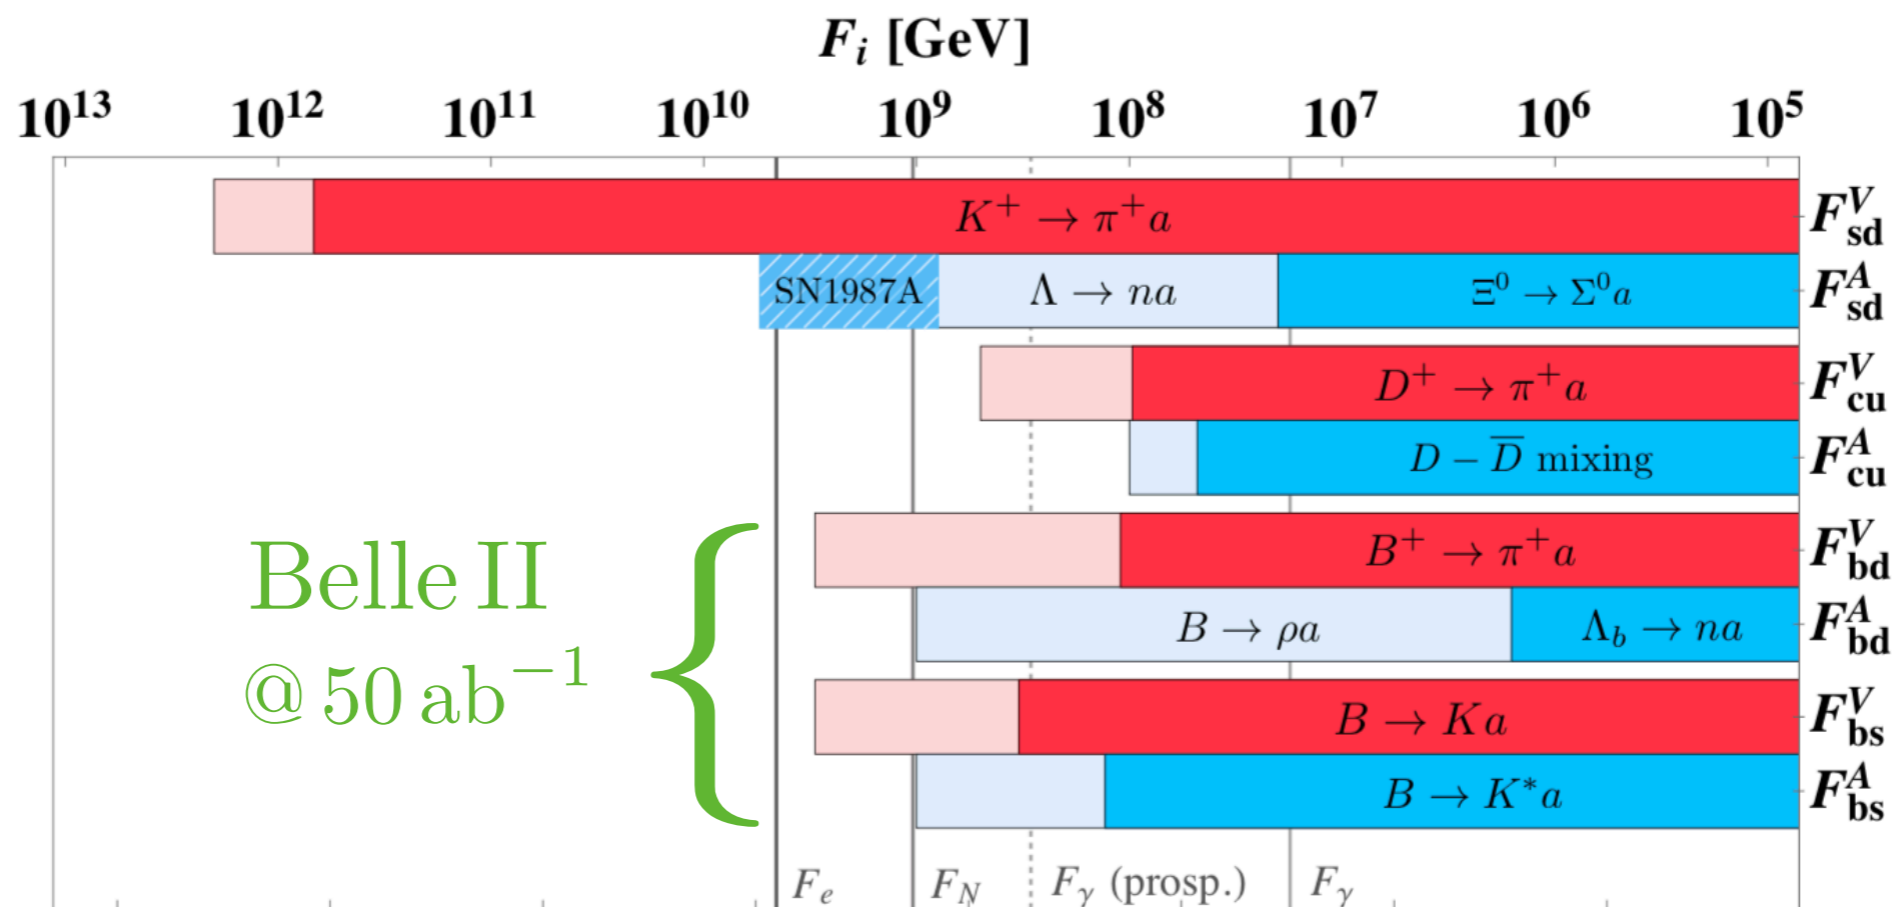 F_i [GeV]
10^13 10^12 10^11 10^10 10^9 10^8 10^7 10^6 10^5
K^+ → π^+ a F^V_sd
SN1987A Λ → na Ξ^0 → Σ^0 a F^A_sd
D^+ → π^+ a F^V_cu
D − D̅ mixing F^A_cu
B^+ → π^+ a F^V_bd
Belle II
B → ρa Λ_b → na F^A_bd
@ 50 ab^−1
B → Ka F^V_bs
B → K^* a F^A_bs
F_e F_N F_γ (prosp.) F_γ